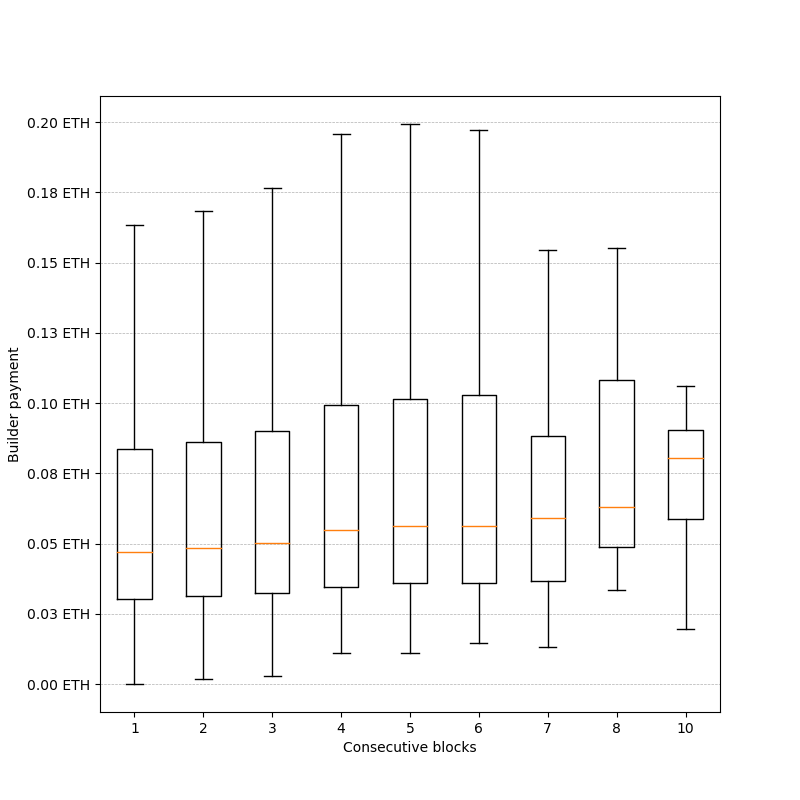 0.20 ETH
0.18 ETH
0.15 ETH
0.13 ETH
0.10 ETH
0.08 ETH
0.05 ETH
0.03 ETH
0.00 ETH
Builder payment
1 2 3 4 5 6 7 8 10
Consecutive blocks